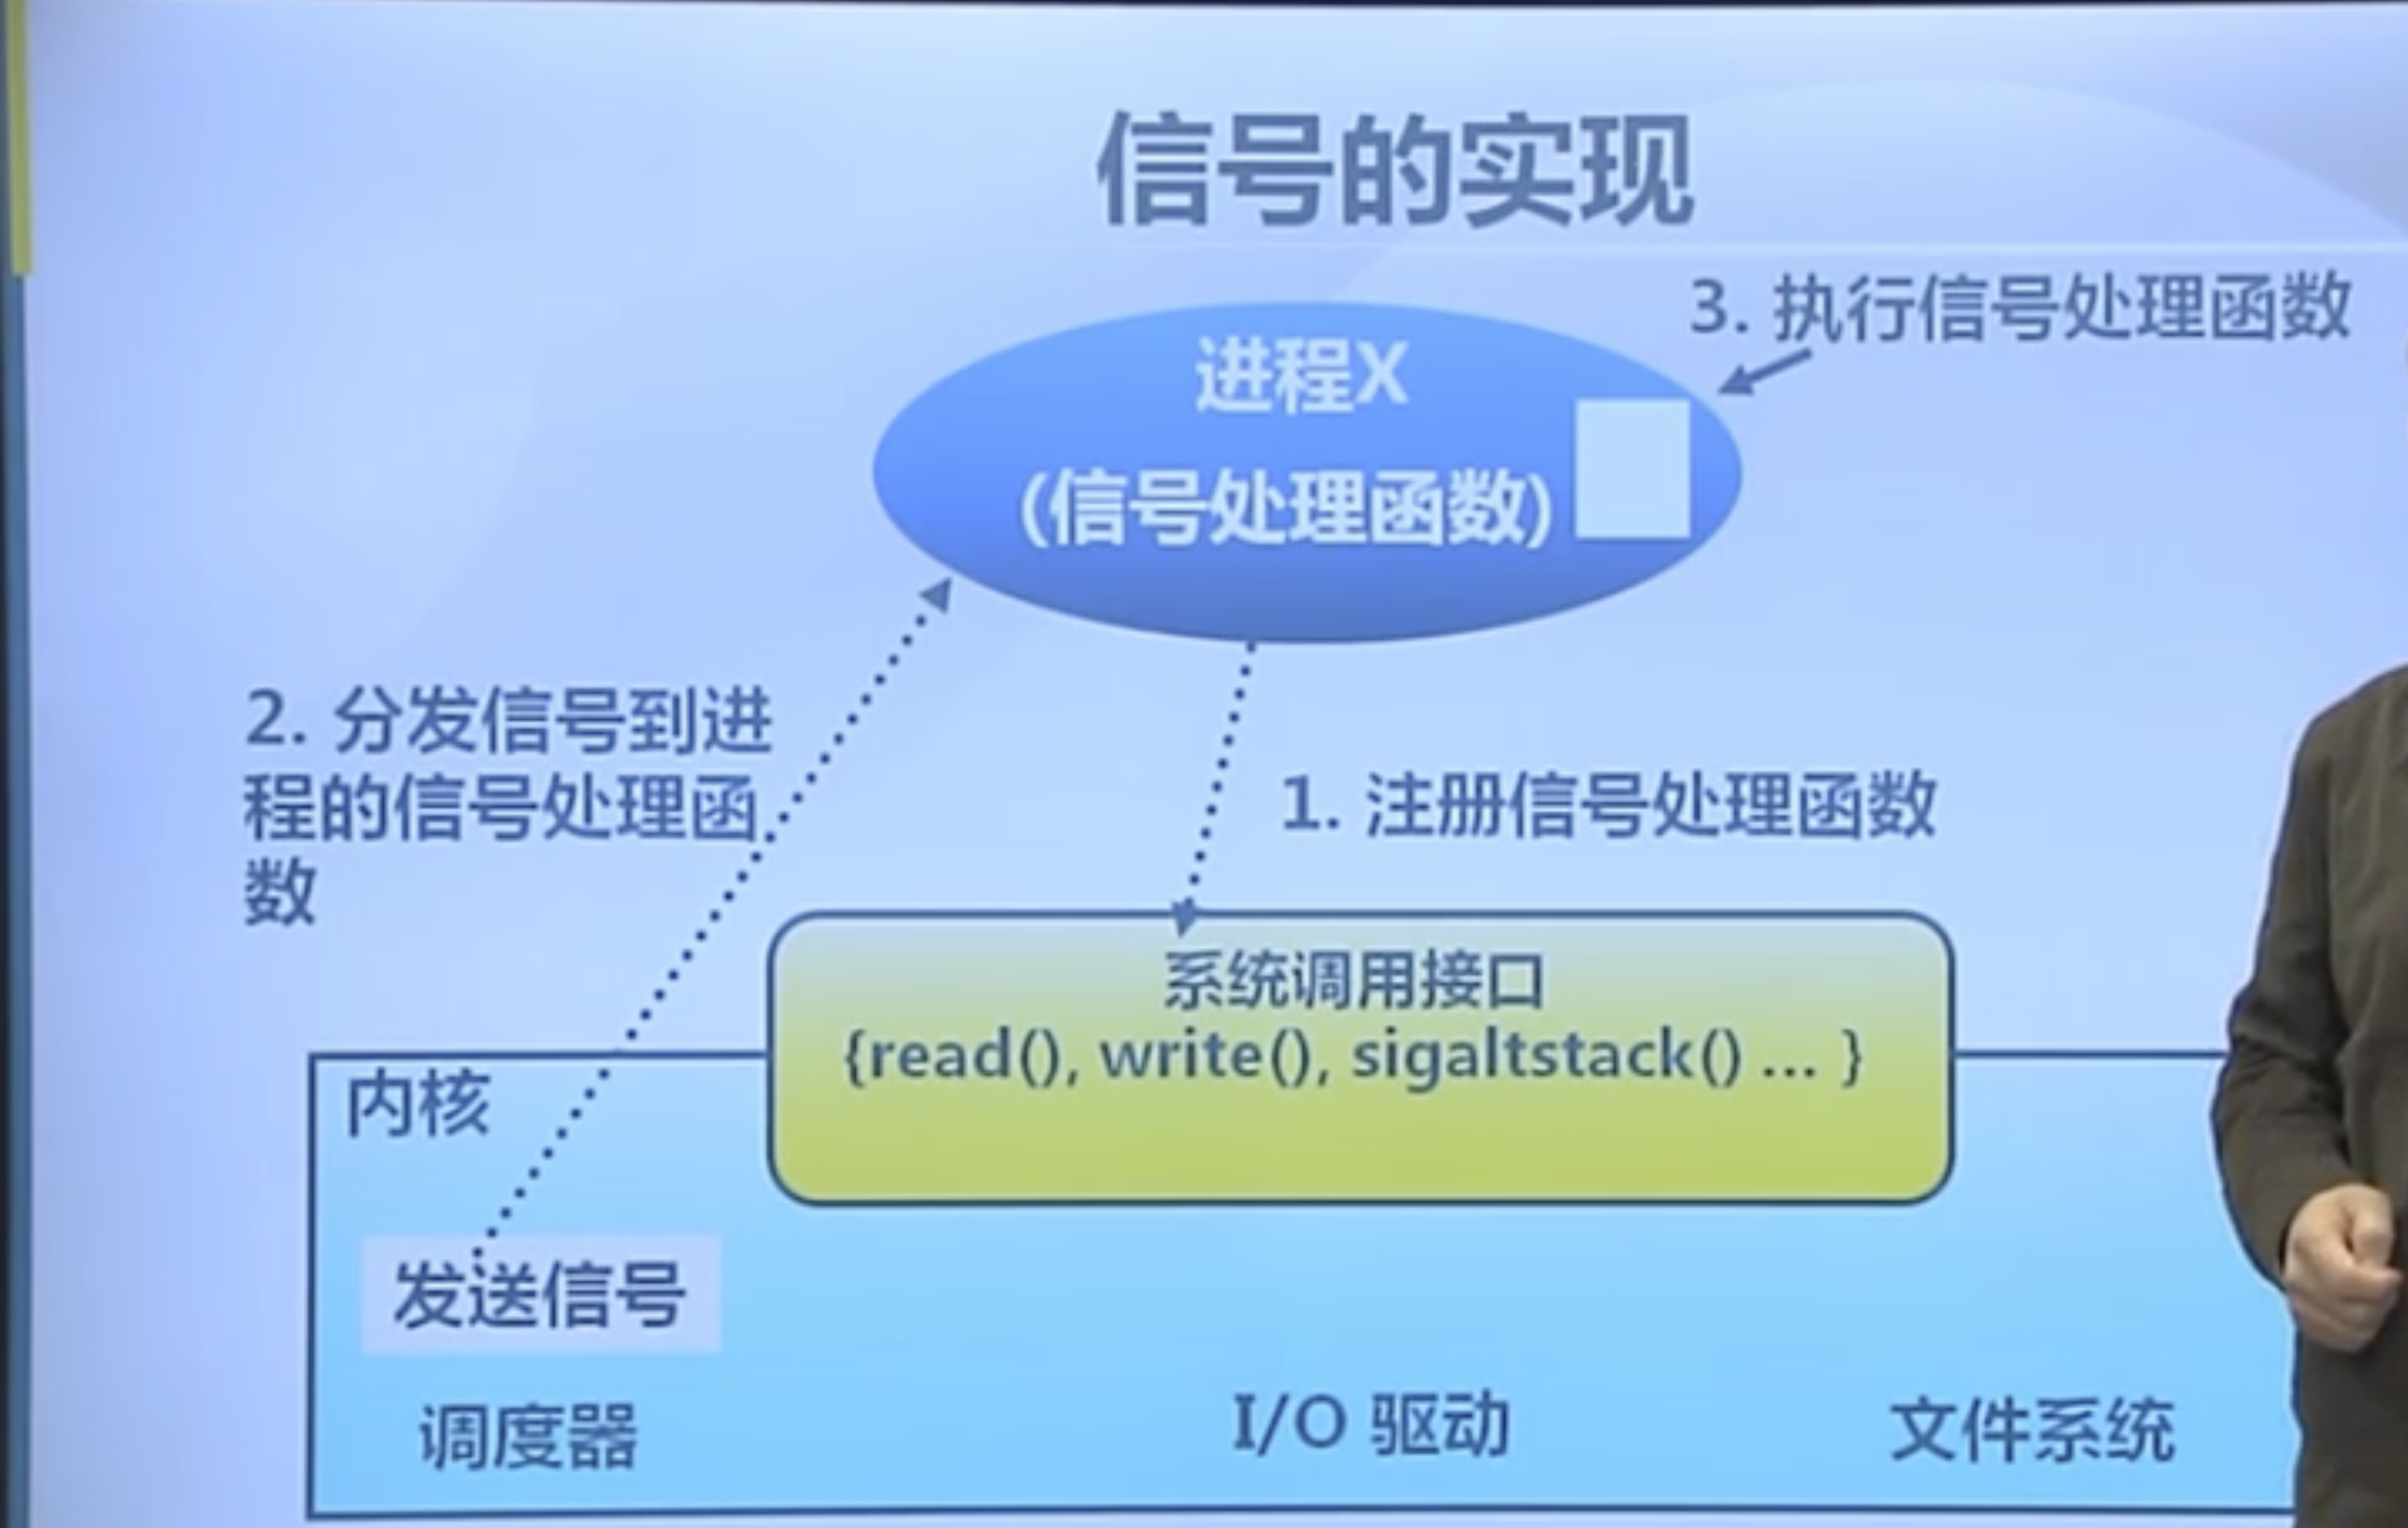 信号的实现
3. 执行信号处理函数
进程X
(信号处理函数)
2. 分发信号到进
程的信号处理函
数
1. 注册信号处理函数
系统调用接口
{read(), write(), sigaltstack() ... }
内核
发送信号
调度器
I/O 驱动
文件系统